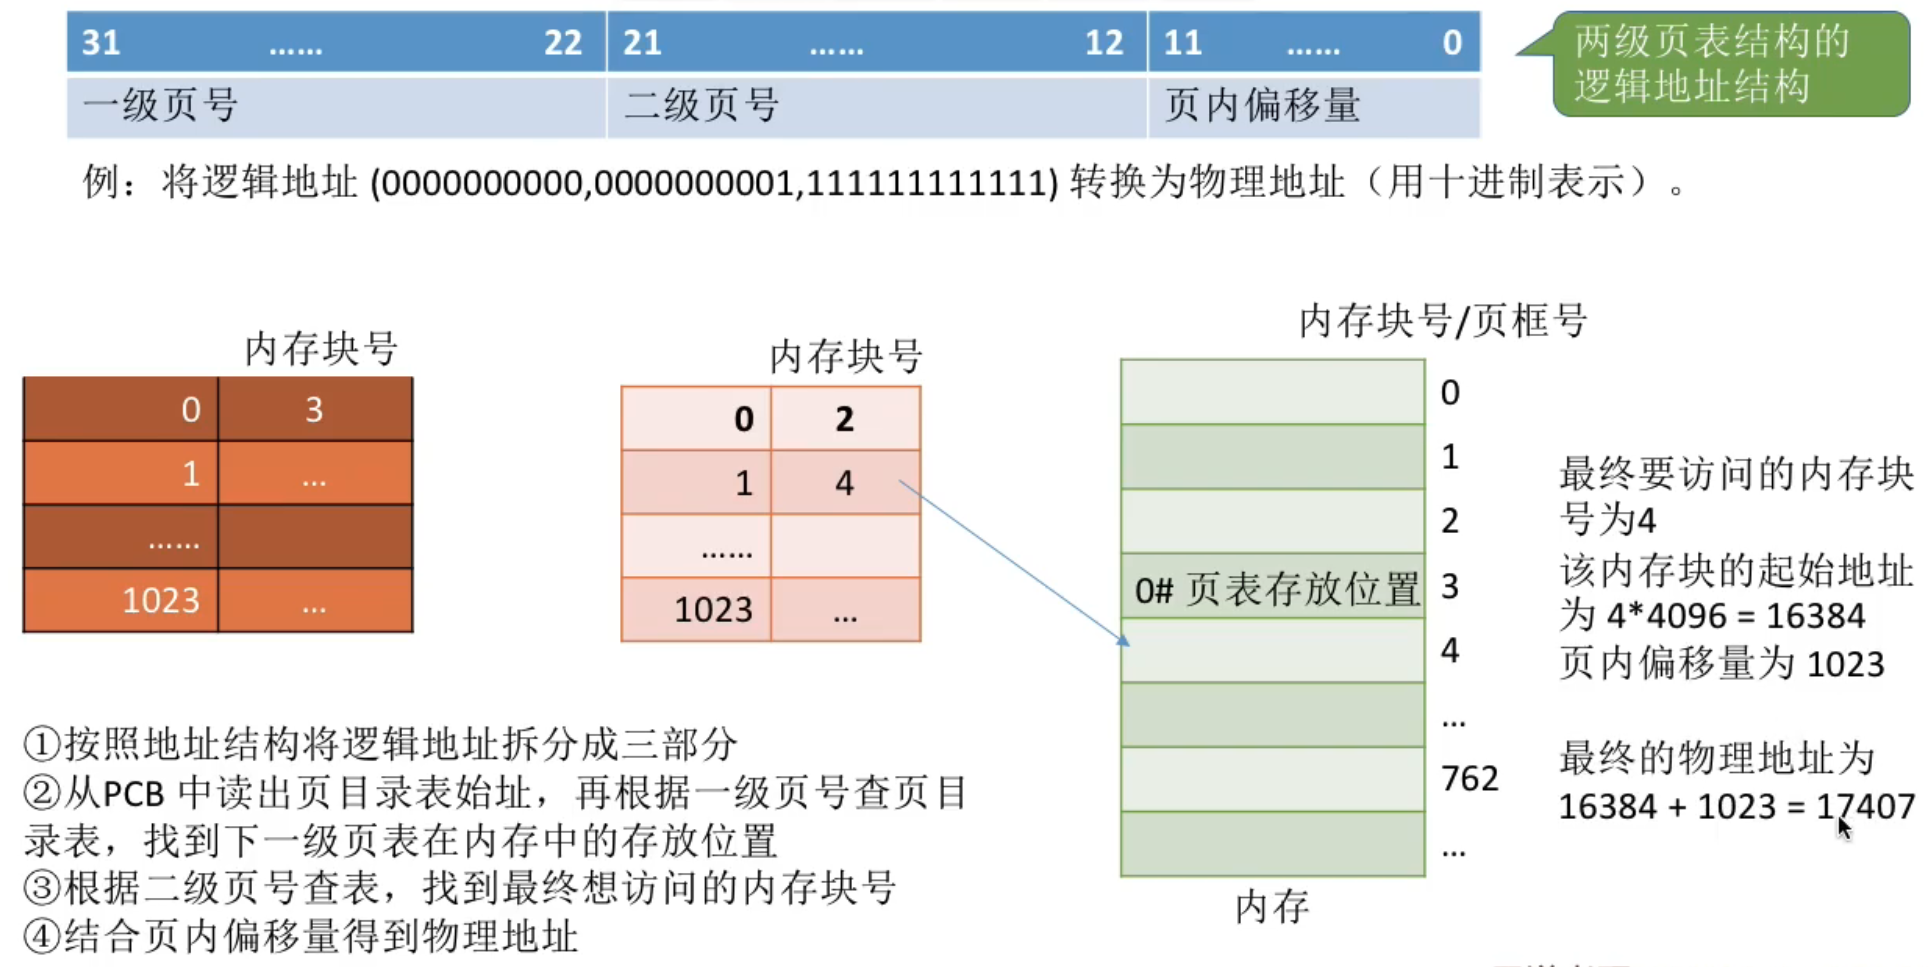 31 …… 22 21 …… 12 11 …… 0
一级页号 二级页号 页内偏移量
两级页表结构的
逻辑地址结构
例：将逻辑地址 (0000000000,0000000001,111111111111) 转换为物理地址（用十进制表示）。
内存块号
0 3
1 …
……
1023 …
内存块号
0 2
1 4
……
1023 …
内存块号/页框号
0
1
2
0# 页表存放位置 3
4
…
762
…
内存
最终要访问的内存块
号为4
该内存块的起始地址
为 4*4096 = 16384
页内偏移量为 1023
最终的物理地址为
16384 + 1023 = 17407
①按照地址结构将逻辑地址拆分成三部分
②从PCB 中读出页目录表始址，再根据一级页号查页目
录表，找到下一级页表在内存中的存放位置
③根据二级页号查表，找到最终想访问的内存块号
④结合页内偏移量得到物理地址